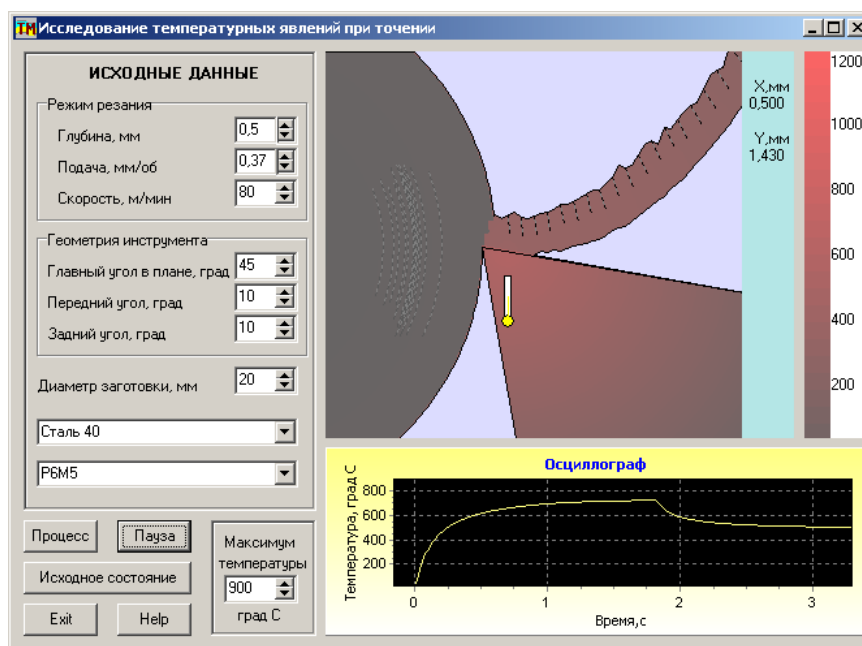 TM Исследование температурных явлений при точении
ИСХОДНЫЕ ДАННЫЕ
Режим резания
Глубина, мм 0,5
Подача, мм/об 0,37
Скорость, м/мин 80
Геометрия инструмента
Главный угол в плане, град 45
Передний угол, град 10
Задний угол, град 10
Диаметр заготовки, мм 20
Сталь 40
Р6М5
Процесс
Пауза
Исходное состояние
Exit
Help
Максимум
температуры
900
град С
X,мм
0,500
Y,мм
1,430
1200
1000
800
600
400
200
Осциллограф
Температура, град С
800
600
400
200
0 1 2 3
Время,с